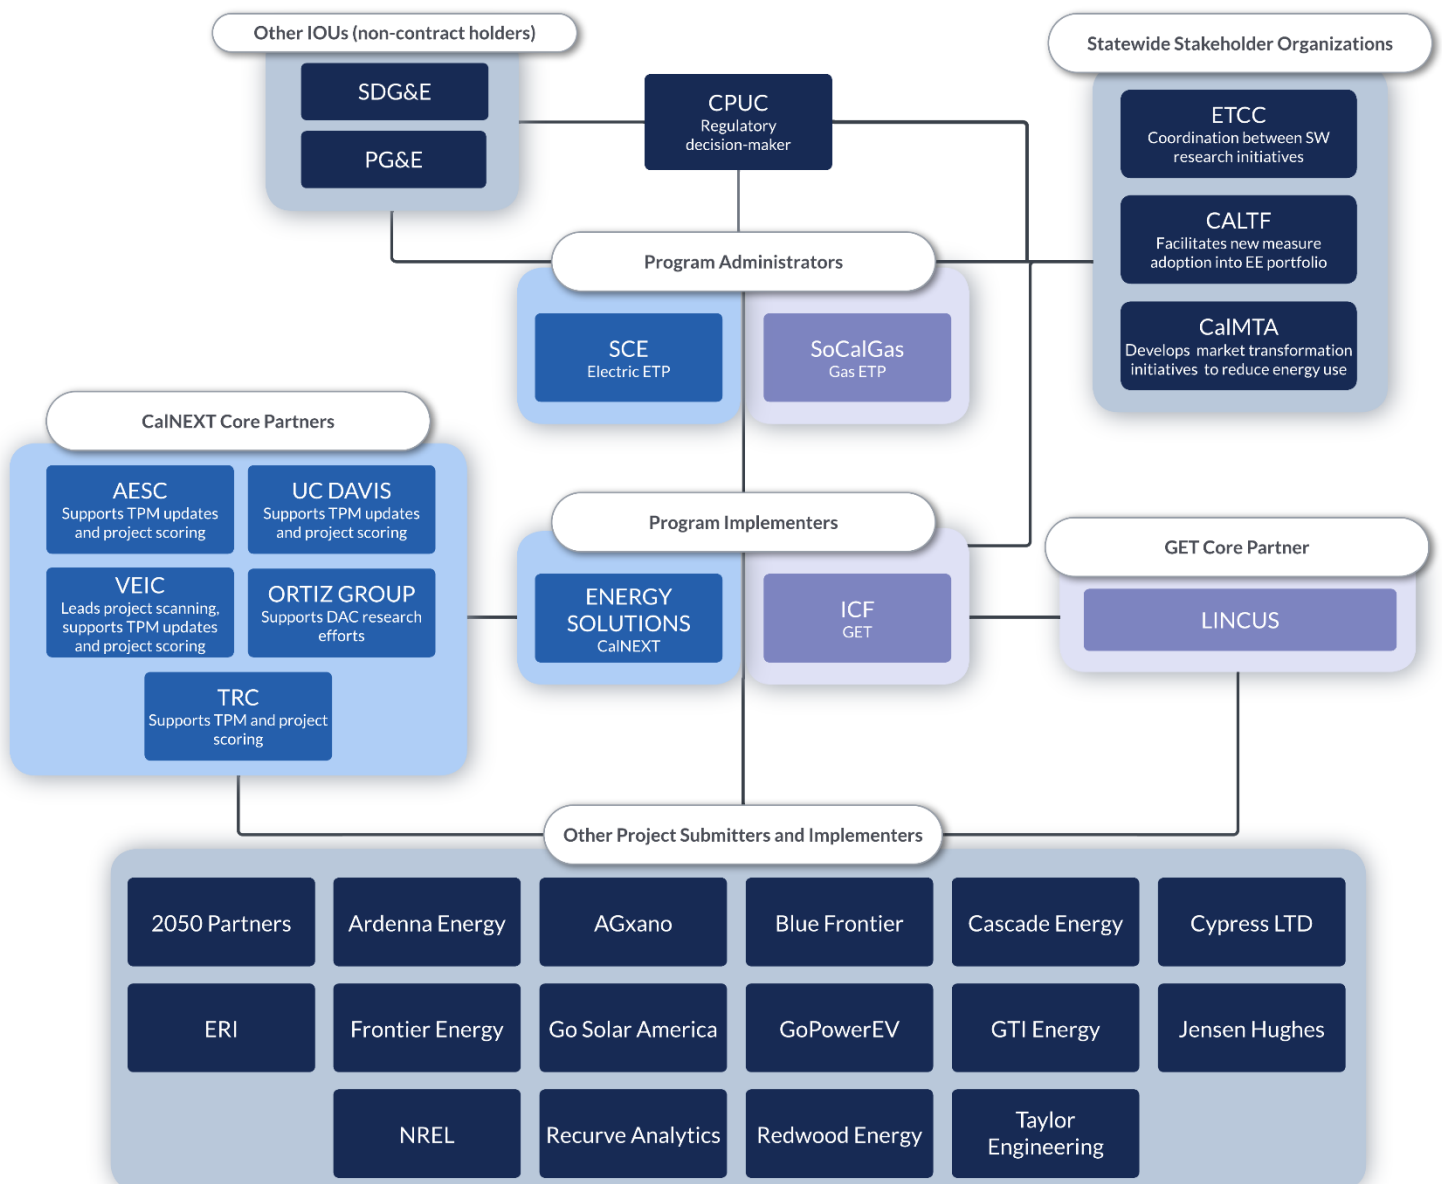 Other IOUs (non-contract holders)
SDG&E
PG&E
CPUC
Regulatory
decision-maker
Statewide Stakeholder Organizations
ETCC
Coordination between SW
research initiatives
CALTF
Facilitates new measure
adoption into EE portfolio
CalMTA
Develops market transformation
initiatives to reduce energy use
Program Administrators
SCE
Electric ETP
SoCalGas
Gas ETP
CalNEXT Core Partners
AESC
Supports TPM updates
and project scoring
UC DAVIS
Supports TPM updates
and project scoring
VEIC
Leads project scanning,
supports TPM updates
and project scoring
ORTIZ GROUP
Supports DAC research
efforts
TRC
Supports TPM and project
scoring
Program Implementers
ENERGY
SOLUTIONS
CalNEXT
ICF
GET
GET Core Partner
LINCUS
Other Project Submitters and Implementers
2050 Partners
Ardenna Energy
AGxano
Blue Frontier
Cascade Energy
Cypress LTD
ERI
Frontier Energy
Go Solar America
GoPowerEV
GTI Energy
Jensen Hughes
NREL
Recurve Analytics
Redwood Energy
Taylor
Engineering